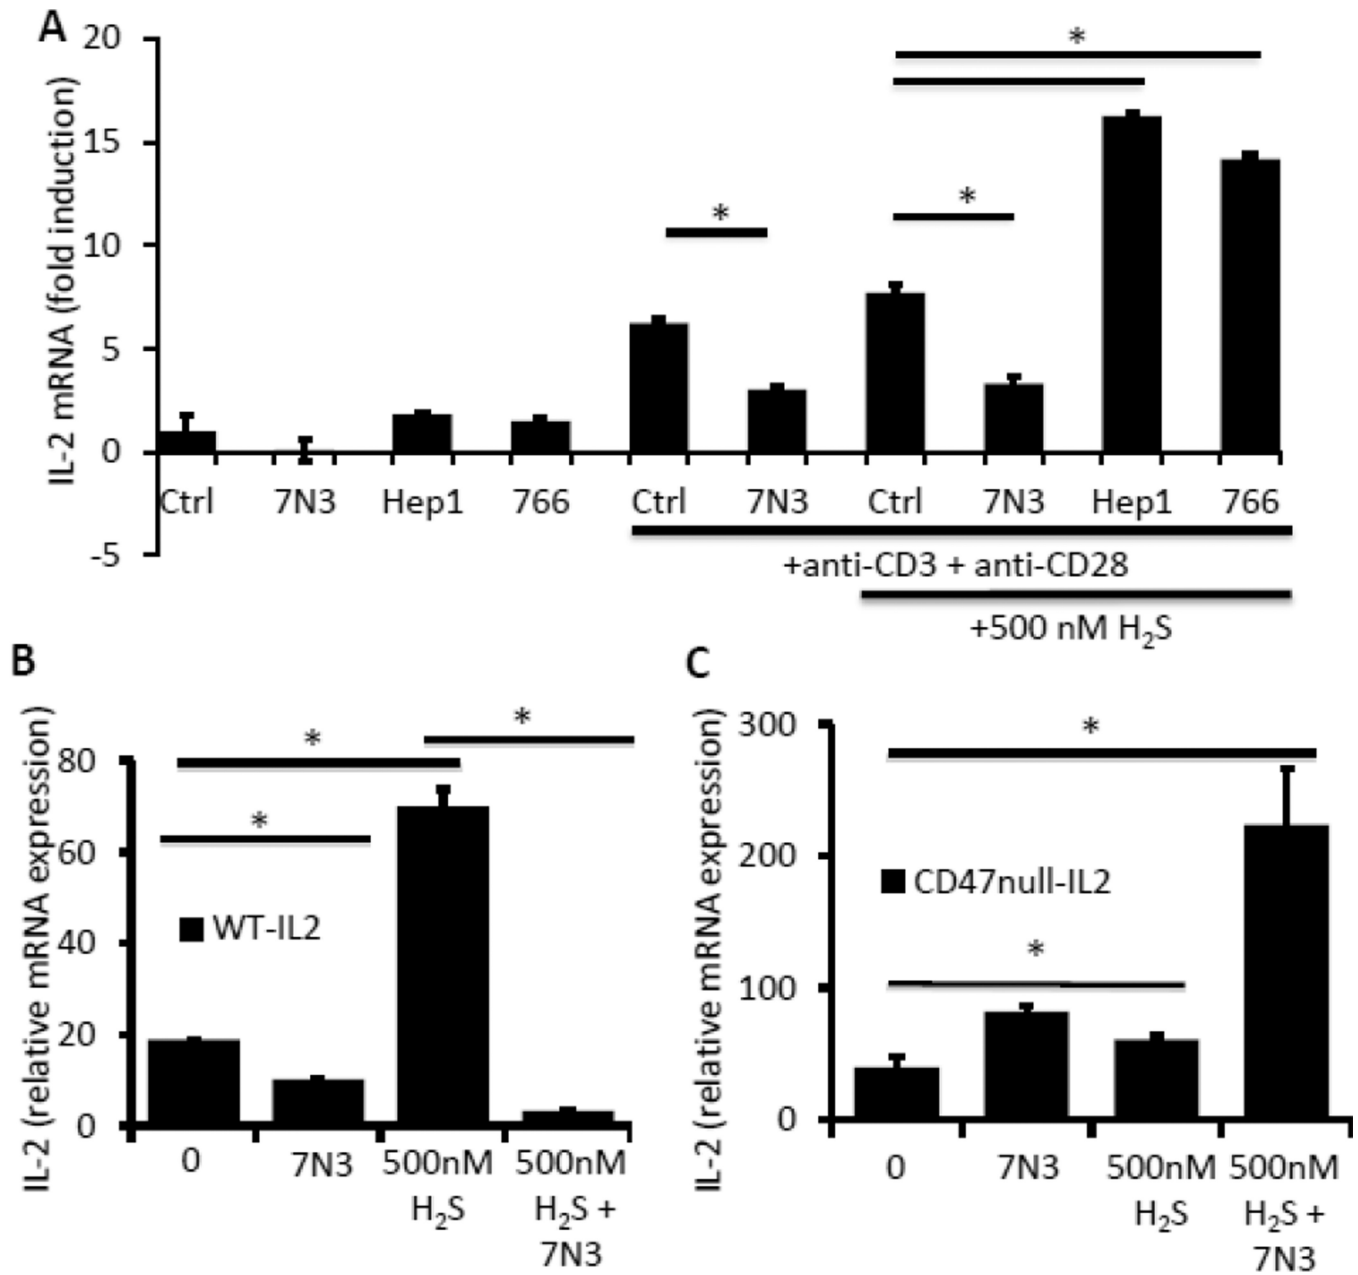 A
IL-2 mRNA (fold induction)
20
15
10
5
0
-5
*
*
*
Ctrl 7N3 Hep1 766 Ctrl 7N3 Ctrl 7N3 Hep1 766
+anti-CD3 + anti-CD28
+500 nM H₂S
B
IL-2 (relative mRNA expression)
80
60
40
20
0
*
*
*
WT-IL2
0 7N3 500nM 500nM
H₂S H₂S +
7N3
C
IL-2 (relative mRNA expression)
300
200
100
0
*
CD47null-IL2
*
0 7N3 500nM 500nM
H₂S H₂S +
7N3